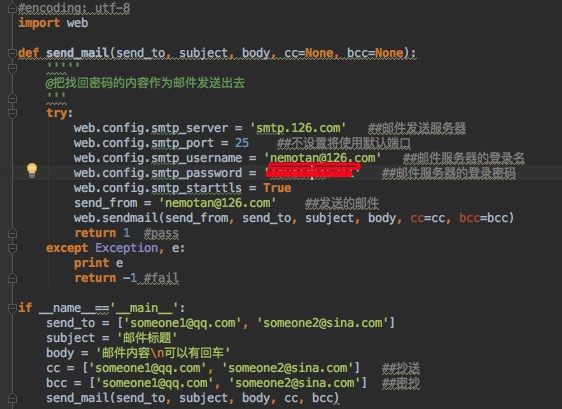 #encoding: utf-8
import web
def send_mail(send_to, subject, body, cc=None, bcc=None):
'''''
@把找回密码的内容作为邮件发送出去
'''
try:
web.config.smtp_server = 'smtp.126.com' ##邮件发送服务器
web.config.smtp_port = 25 ##不设置将使用默认端口
web.config.smtp_username = 'nemotan@126.com' ##邮件服务器的登录名
web.config.smtp_password = ' ' ##邮件服务器的登录密码
web.config.smtp_starttls = True
send_from = 'nemotan@126.com' ##发送的邮件
web.sendmail(send_from, send_to, subject, body, cc=cc, bcc=bcc)
return 1 #pass
except Exception, e:
print e
return -1 #fail
if __name__=='__main__':
send_to = ['someone1@qq.com', 'someone2@sina.com']
subject = '邮件标题'
body = '邮件内容\n可以有回车'
cc = ['someone1@qq.com', 'someone2@sina.com'] ##抄送
bcc = ['someone1@qq.com', 'someone2@sina.com'] ##密抄
send_mail(send_to, subject, body, cc, bcc)